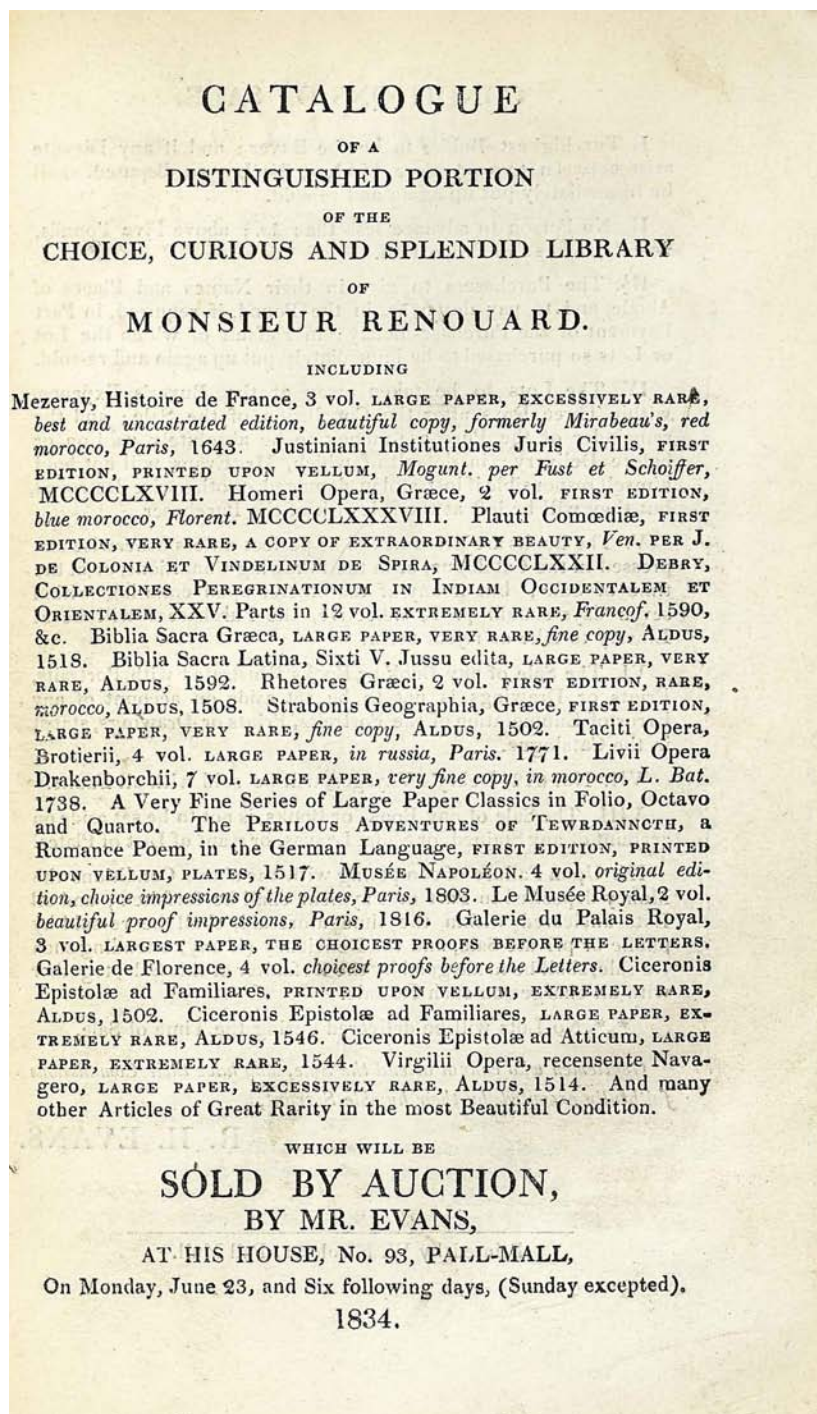 CATALOGUE
OF A
DISTINGUISHED PORTION
OF THE
CHOICE, CURIOUS AND SPLENDID LIBRARY
OF
MONSIEUR RENOUARD.
INCLUDING
Mezeray, Histoire de France, 3 vol. LARGE PAPER, EXCESSIVELY RARE,
best and uncastrated edition, beautiful copy, formerly Mirabeau's, red
morocco, Paris, 1643. Justiniani Institutiones Juris Civilis, FIRST
EDITION, PRINTED UPON VELLUM, Mogunt. per Fust et Schoiffer,
MCCCCLXVIII. Homeri Opera, Græce, 2 vol. FIRST EDITION,
blue morocco, Florent. MCCCCLXXXVIII. Plauti Comœdiæ, FIRST
EDITION, VERY RARE, A COPY OF EXTRAORDINARY BEAUTY, Ven. PER J.
DE COLONIA ET VINDELINUM DE SPIRA, MCCCCLXXII. DEBRY,
COLLECTIONES PEREGRINATIONUM IN INDIAM OCCIDENTALEM ET
ORIENTALEM, XXV. Parts in 12 vol. EXTREMELY RARE, Francof. 1590,
&c. Biblia Sacra Græca, LARGE PAPER, VERY RARE, fine copy, ALDUS,
1518. Biblia Sacra Latina, Sixti V. Jussu edita, LARGE PAPER, VERY
RARE, ALDUS, 1592. Rhetores Græci, 2 vol. FIRST EDITION, RARE,
morocco, ALDUS, 1508. Strabonis Geographia, Græce, FIRST EDITION,
LARGE PAPER, VERY RARE, fine copy, ALDUS, 1502. Taciti Opera,
Brotierii, 4 vol. LARGE PAPER, in russia, Paris. 1771. Livii Opera
Drakenborchii, 7 vol. LARGE PAPER, very fine copy, in morocco, L. Bat.
1738. A Very Fine Series of Large Paper Classics in Folio, Octavo
and Quarto. The PERILOUS ADVENTURES OF TEWRDANNCTH, a
Romance Poem, in the German Language, FIRST EDITION, PRINTED
UPON VELLUM, PLATES, 1517. MUSÉE NAPOLÉON. 4 vol. original edi-
tion, choice impressions of the plates, Paris, 1803. Le Musée Royal, 2 vol.
beautiful proof impressions, Paris, 1816. Galerie du Palais Royal,
3 vol. LARGEST PAPER, THE CHOICEST PROOFS BEFORE THE LETTERS.
Galerie de Florence, 4 vol. choicest proofs before the Letters. Ciceronis
Epistolæ ad Familiares, PRINTED UPON VELLUM, EXTREMELY RARE,
ALDUS, 1502. Ciceronis Epistolæ ad Familiares, LARGE PAPER, EX-
TREMELY RARE, ALDUS, 1546. Ciceronis Epistolæ ad Atticum, LARGE
PAPER, EXTREMELY RARE, 1544. Virgilii Opera, recensente Nava-
gero, LARGE PAPER, EXCESSIVELY RARE, ALDUS, 1514. And many
other Articles of Great Rarity in the most Beautiful Condition.
WHICH WILL BE
SOLD BY AUCTION,
BY MR. EVANS,
AT HIS HOUSE, No. 93, PALL-MALL,
On Monday, June 23, and Six following days, (Sunday excepted).
1834.